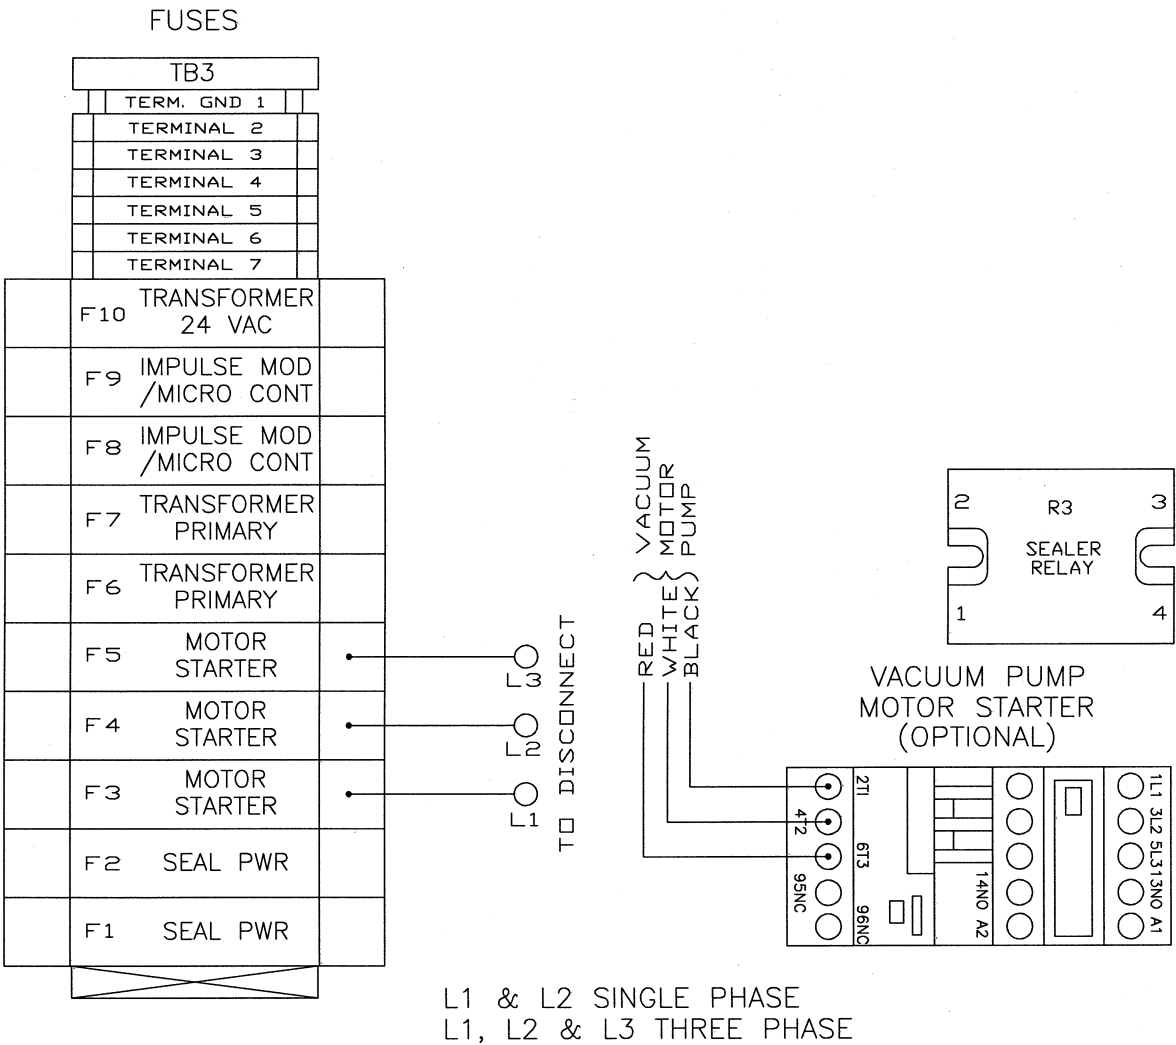 FUSES
TB3
TERM. GND 1
TERMINAL 2
TERMINAL 3
TERMINAL 4
TERMINAL 5
TERMINAL 6
TERMINAL 7
F10 TRANSFORMER
24 VAC
F9 IMPULSE MOD
/MICRO CONT
F8 IMPULSE MOD
/MICRO CONT
F7 TRANSFORMER
PRIMARY
F6 TRANSFORMER
PRIMARY
F5 MOTOR
STARTER
F4 MOTOR
STARTER
F3 MOTOR
STARTER
F2 SEAL PWR
F1 SEAL PWR
L3
L2
L1
TO DISCONNECT
VACUUM
MOTOR
PUMP
RED
WHITE
BLACK
2 R3 3
SEALER
RELAY
1 4
VACUUM PUMP
MOTOR STARTER
(OPTIONAL)
2T1
4T2
6T3
95NC
96NC
14NO A2
1L1 3L2 5L3 13NO A1
L1 & L2 SINGLE PHASE
L1, L2 & L3 THREE PHASE